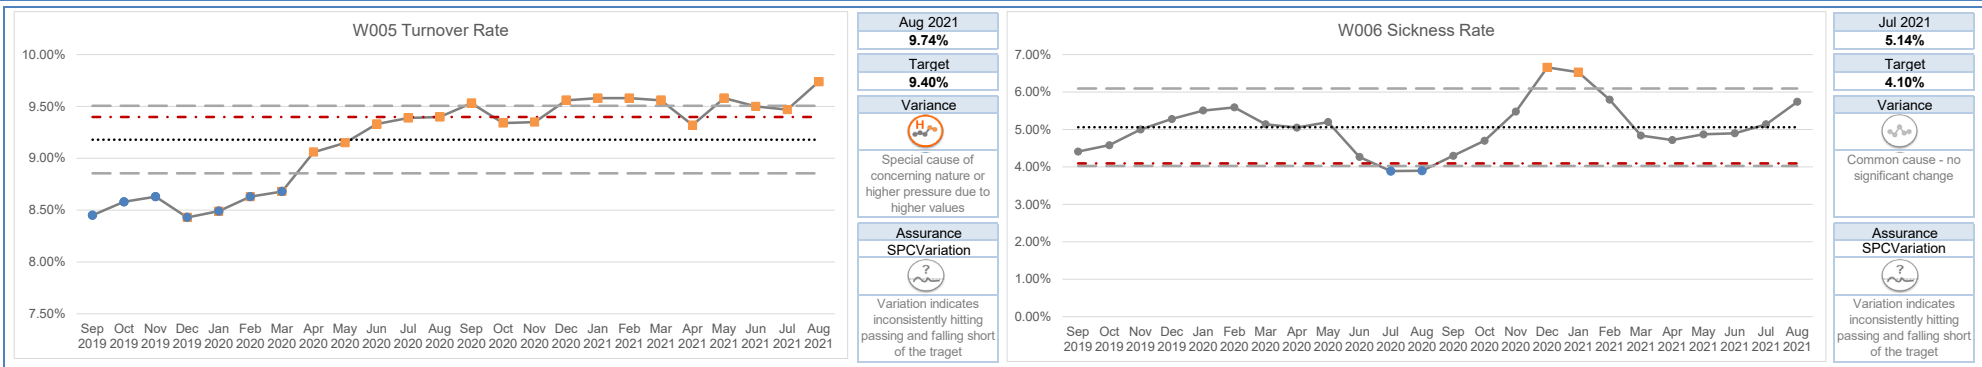 W005 Turnover Rate
10.00%
9.50%
9.00%
8.50%
8.00%
7.50%
Sep Oct Nov Dec Jan Feb Mar Apr May Jun Jul Aug Sep Oct Nov Dec Jan Feb Mar Apr May Jun Jul Aug
2019 2019 2019 2019 2020 2020 2020 2020 2020 2020 2020 2020 2020 2020 2020 2020 2021 2021 2021 2021 2021 2021 2021 2021
Aug 2021
9.74%
Target
9.40%
Variance
H
Special cause of
concerning nature or
higher pressure due to
higher values
Assurance
SPCVariation
?
Variation indicates
inconsistently hitting
passing and falling short
of the traget
W006 Sickness Rate
7.00%
6.00%
5.00%
4.00%
3.00%
2.00%
1.00%
0.00%
Sep Oct Nov Dec Jan Feb Mar Apr May Jun Jul Aug Sep Oct Nov Dec Jan Feb Mar Apr May Jun Jul Aug
2019 2019 2019 2019 2020 2020 2020 2020 2020 2020 2020 2020 2020 2020 2020 2020 2021 2021 2021 2021 2021 2021 2021 2021
Jul 2021
5.14%
Target
4.10%
Variance
Common cause - no
significant change
Assurance
SPCVariation
?
Variation indicates
inconsistently hitting
passing and falling short
of the traget